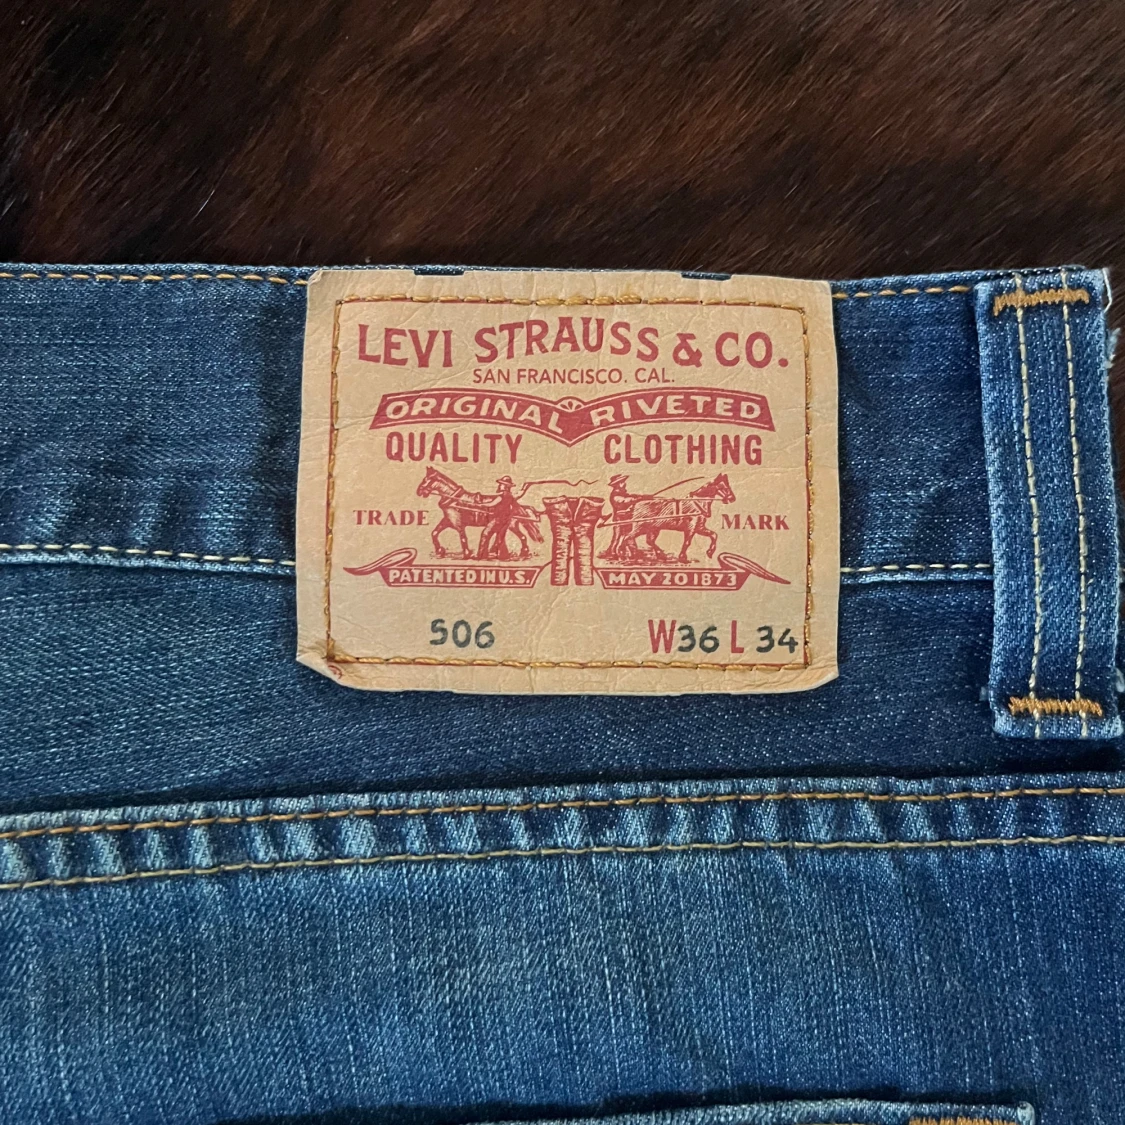 LEVI STRAUSS & CO.
SAN FRANCISCO. CAL.
ORIGINAL RIVETED
QUALITY CLOTHING
TRADE MARK
PATENTED IN U.S. MAY 20 1873
506 W36 L 34